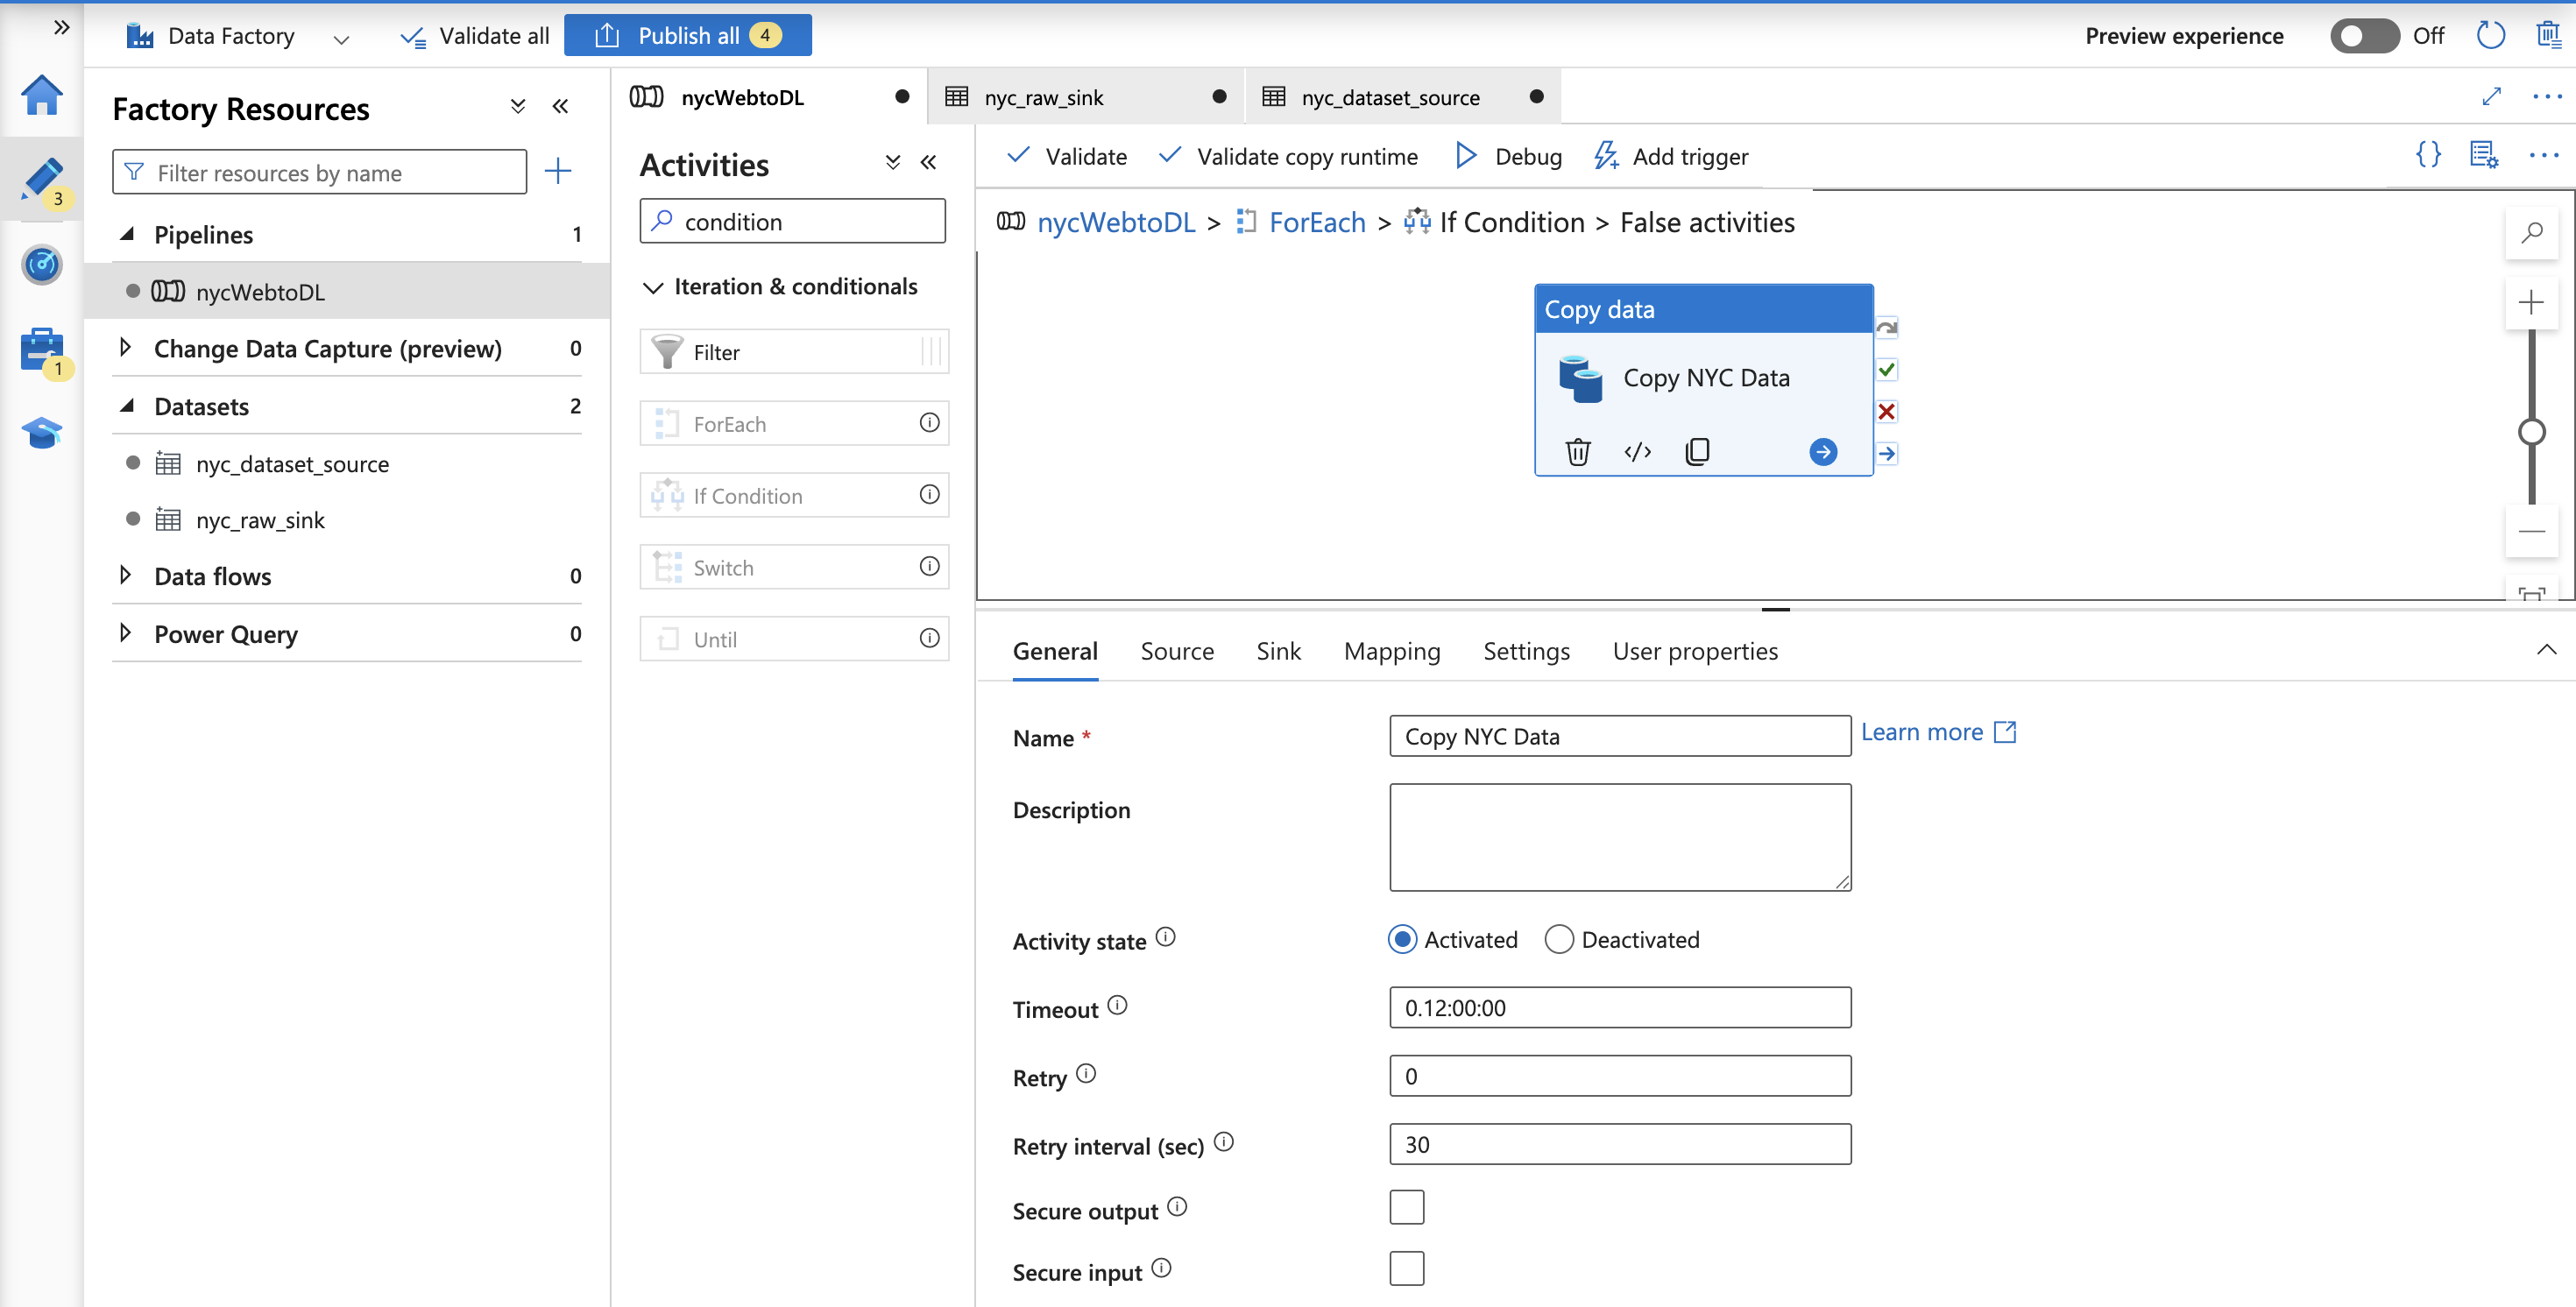 Data Factory
Validate all
Publish all 4
Preview experience
Off
3
1
Factory Resources
Filter resources by name
Pipelines 1
nycWebtoDL
Change Data Capture (preview) 0
Datasets 2
nyc_dataset_source
nyc_raw_sink
Data flows 0
Power Query 0
nycWebtoDL
nyc_raw_sink
nyc_dataset_source
Activities
condition
Iteration & conditionals
Filter
ForEach
If Condition
Switch
Until
Validate
Validate copy runtime
Debug
Add trigger
nycWebtoDL > ForEach > If Condition > False activities
Copy data
Copy NYC Data
General
Source
Sink
Mapping
Settings
User properties
Name *
Copy NYC Data
Learn more
Description
Activity state
Activated
Deactivated
Timeout
0.12:00:00
Retry
0
Retry interval (sec)
30
Secure output
Secure input